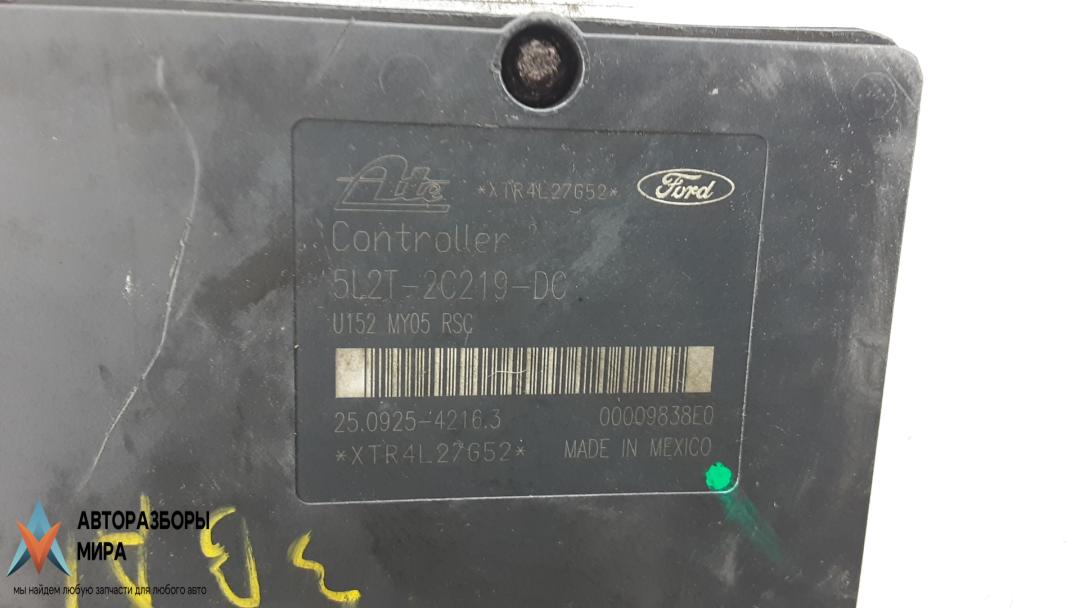 Ate *XTR4L27G52* Ford
Controller
5L2T-2C219-DC
U152 MY05 RSC
25.0925-4216.3 00009838E0
*XTR4L27G52* MADE IN MEXICO
АВТОРАЗБОРЫ
МИРА
мы найдем любую запчасти для любого авто